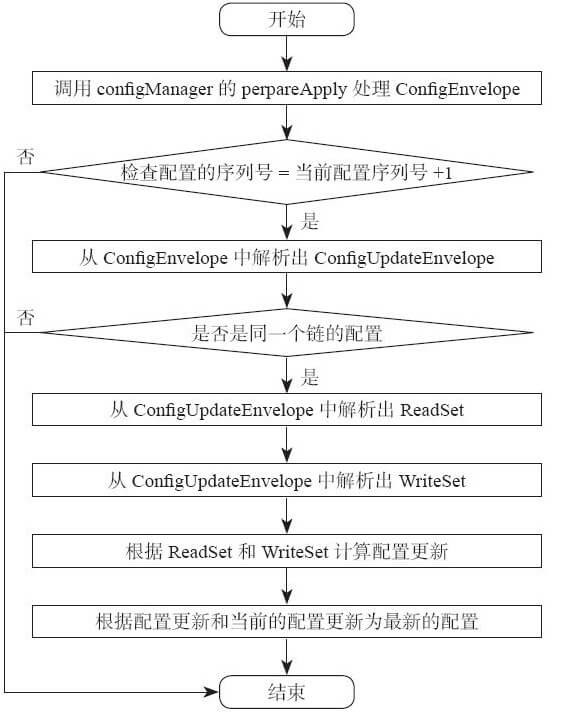 开始
调用 configManager 的 perpareApply 处理 ConfigEnvelope
否
检查配置的序列号 = 当前配置序列号 +1
是
从 ConfigEnvelope 中解析出 ConfigUpdateEnvelope
否
是否是同一个链的配置
是
从 ConfigUpdateEnvelope 中解析出 ReadSet
从 ConfigUpdateEnvelope 中解析出 WriteSet
根据 ReadSet 和 WriteSet 计算配置更新
根据配置更新和当前的配置更新为最新的配置
结束